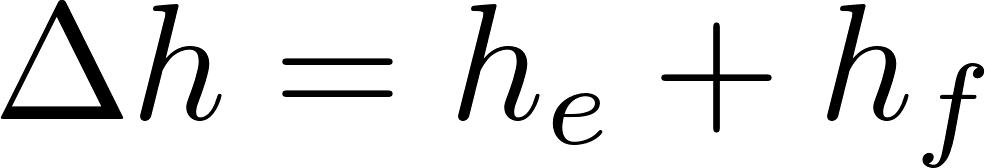 Δh = h_e + h_f